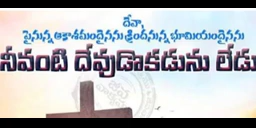 దేవా,
పైనున్న ఆకాశమందైనను క్రిందనున్న భూమియందైనను
నీవంటి దేవుడొకడును లేడు